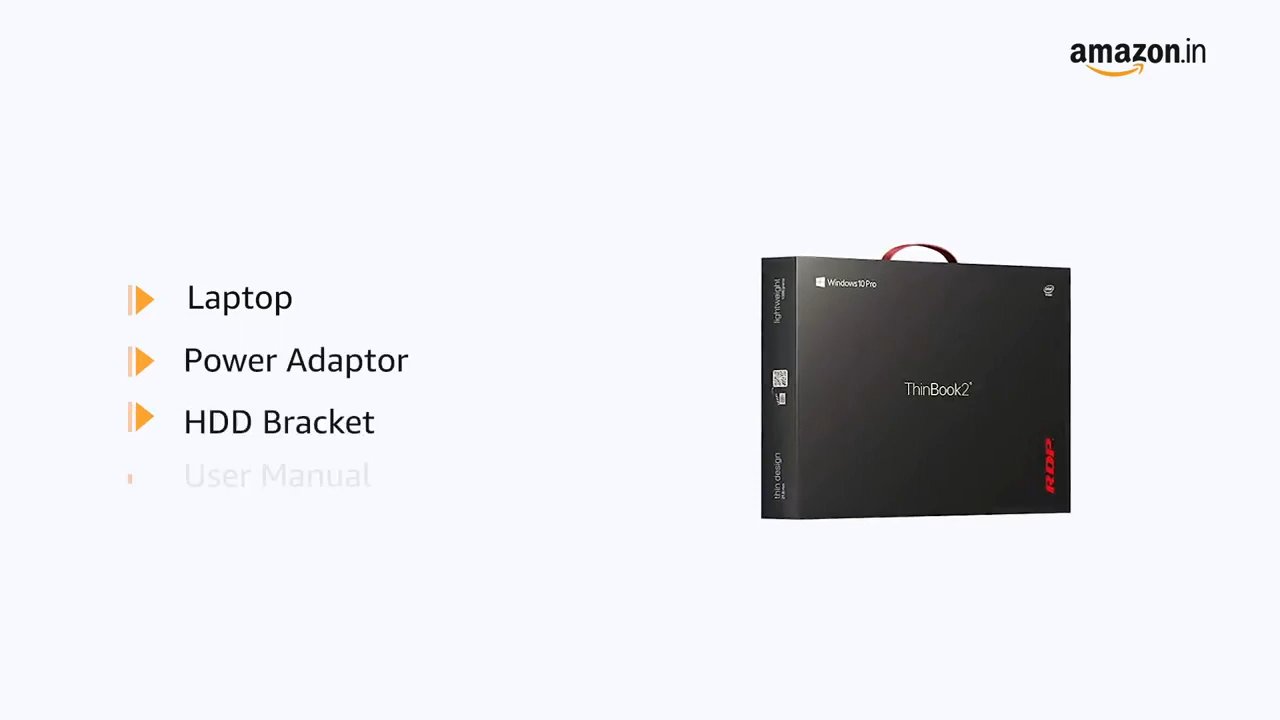 amazon.in
Laptop
Power Adaptor
HDD Bracket
User Manual
Windows 10 Pro
ThinBook2
RDP
lightweight
thin design